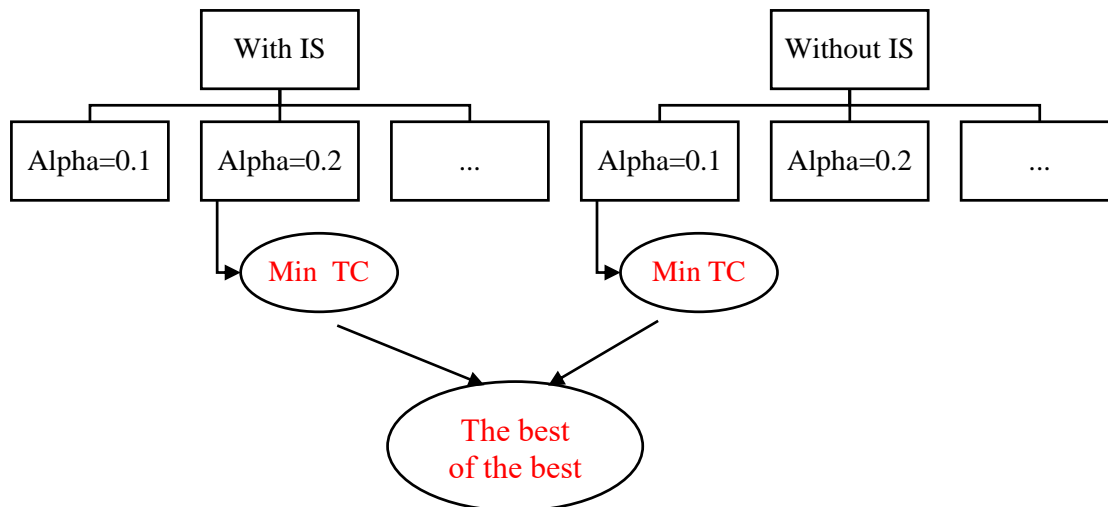 With IS
Without IS
Alpha=0.1
Alpha=0.2
...
Alpha=0.1
Alpha=0.2
...
Min TC
Min TC
The best
of the best